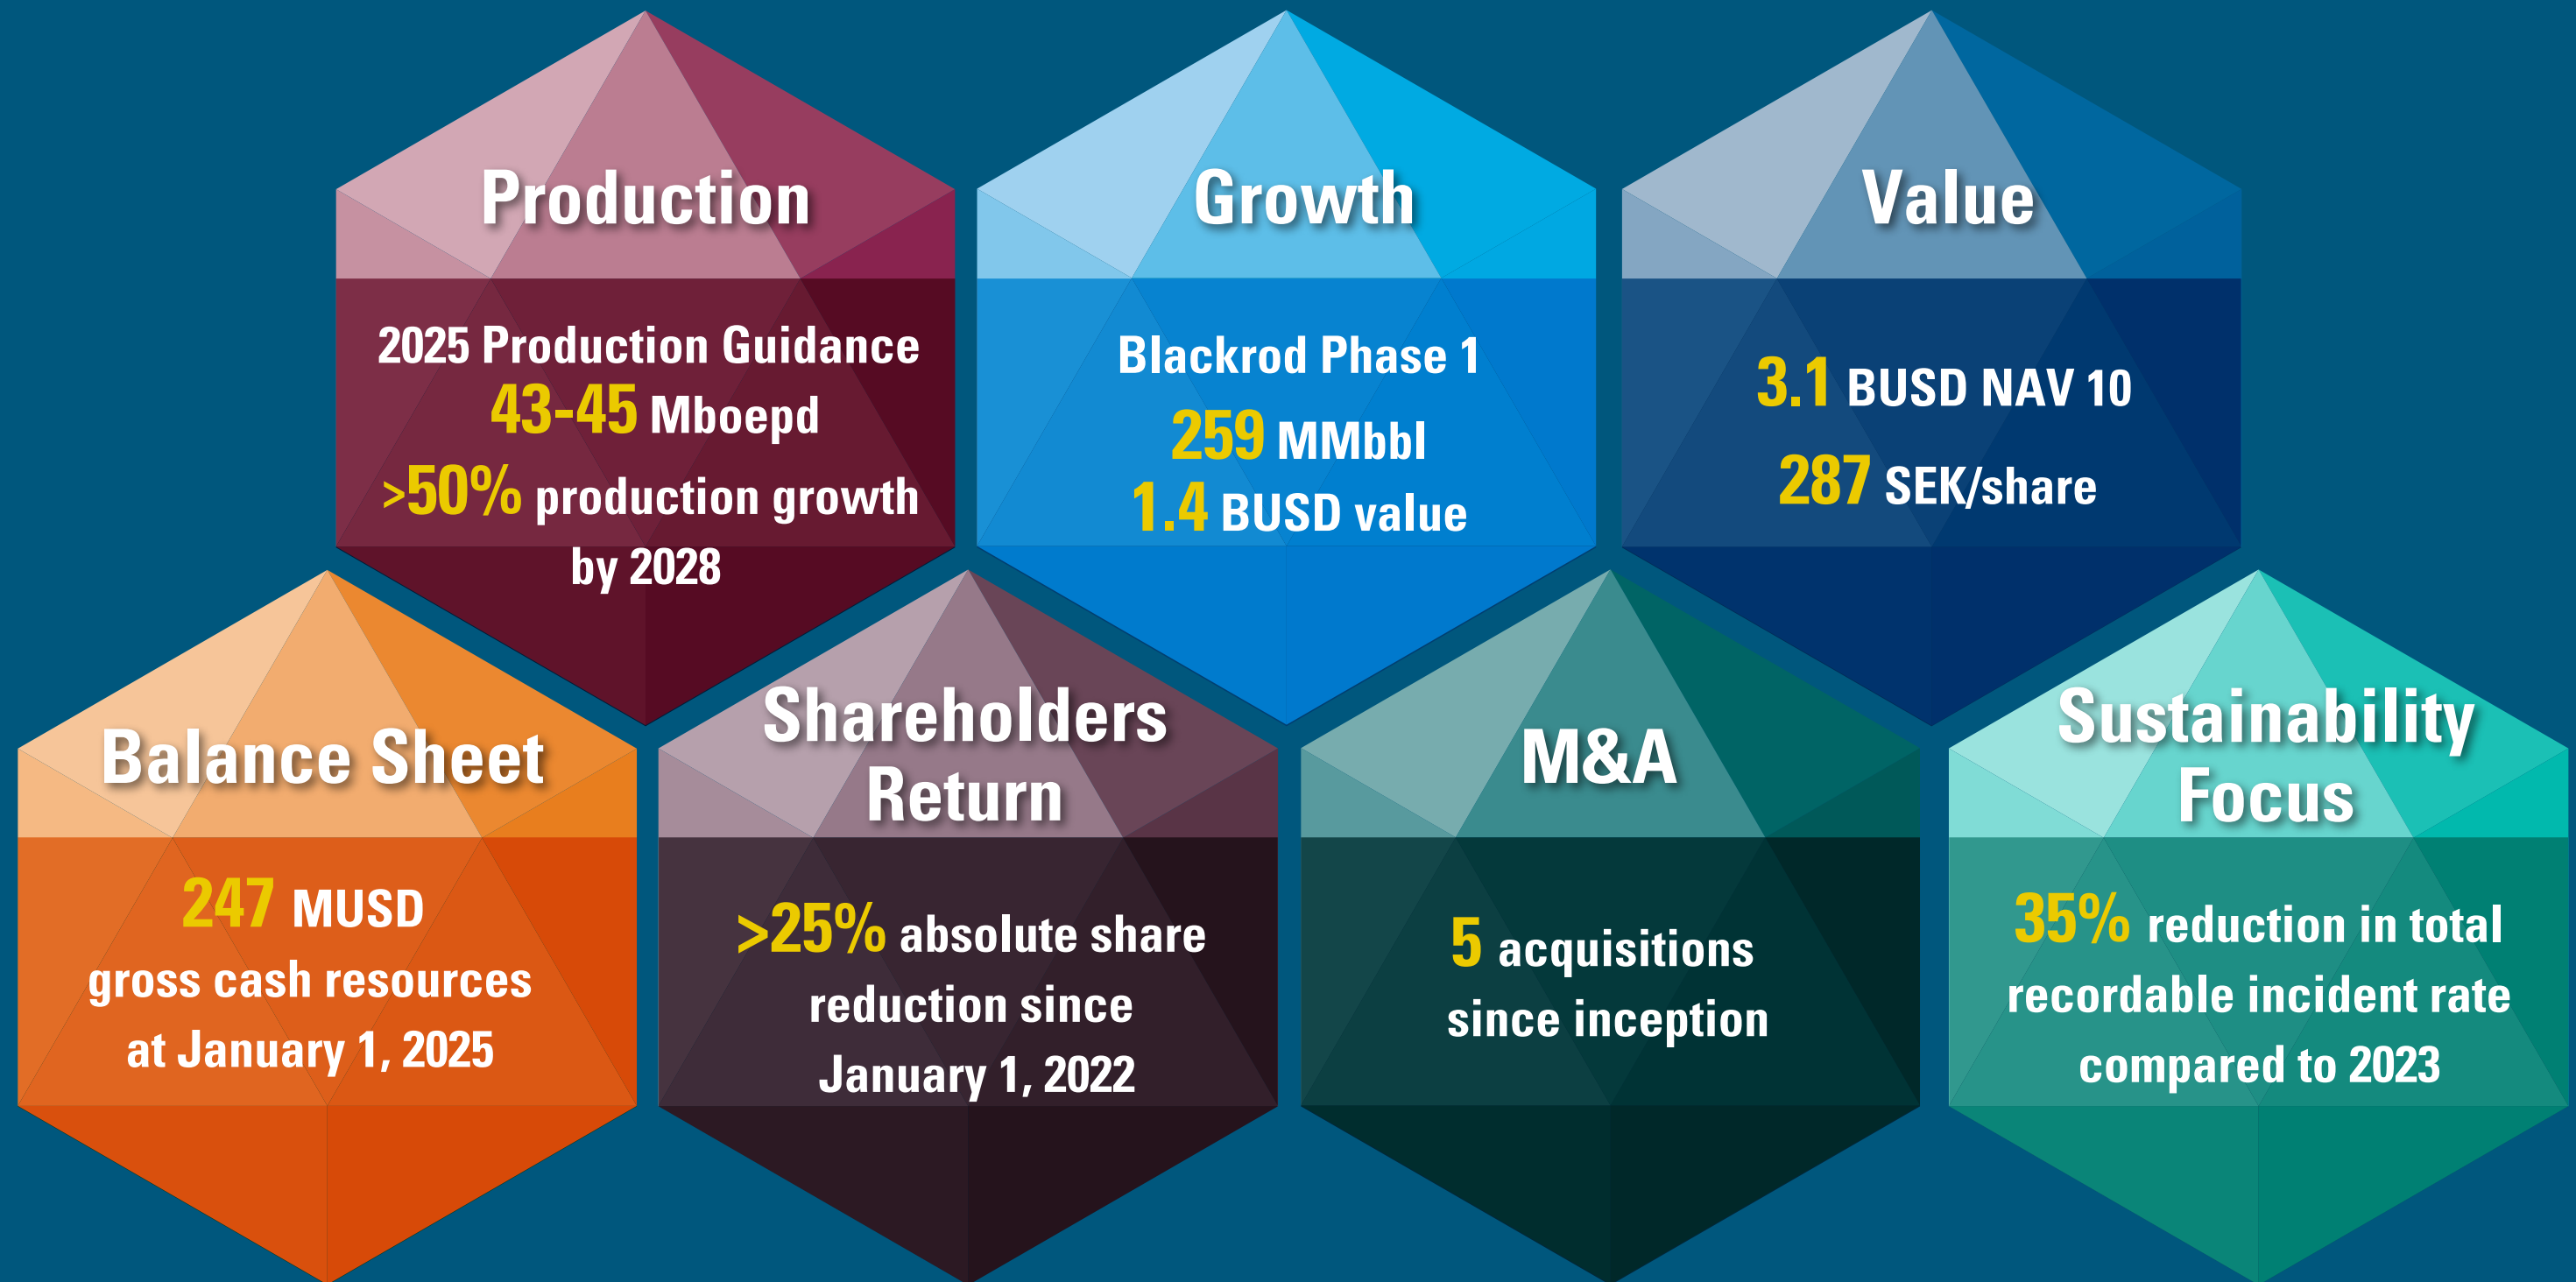 Production
2025 Production Guidance
43-45 Mboepd
>50% production growth
by 2028
Growth
Blackrod Phase 1
259 MMbbl
1.4 BUSD value
Value
3.1 BUSD NAV 10
287 SEK/share
Balance Sheet
247 MUSD
gross cash resources
at January 1, 2025
Shareholders
Return
>25% absolute share
reduction since
January 1, 2022
M&A
5 acquisitions
since inception
Sustainability
Focus
35% reduction in total
recordable incident rate
compared to 2023